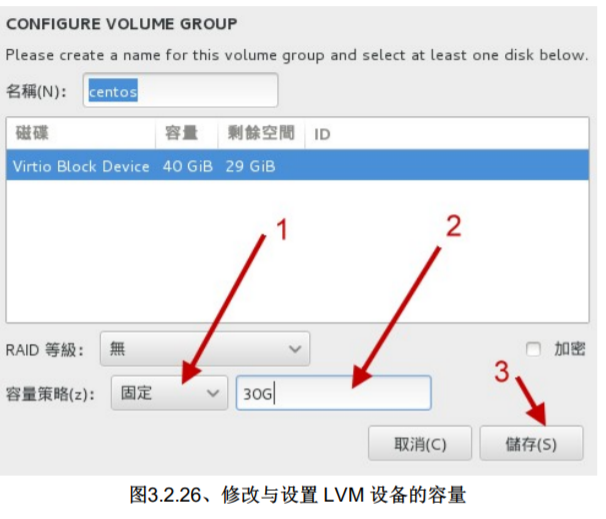 CONFIGURE VOLUME GROUP
Please create a name for this volume group and select at least one disk below.
名稱(N)： centos
磁碟 容量 剩餘空間 ID
Virtio Block Device 40 GiB 29 GiB
1
2
RAID 等級： 無
加密
3
容量策略(z)： 固定 30G
取消(C) 儲存(S)
图3.2.26、修改与设置 LVM 设备的容量